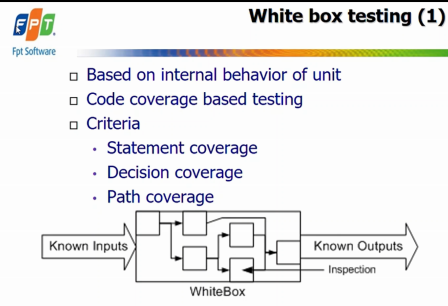 White box testing (1)
FPT
Fpt Software
Based on internal behavior of unit
Code coverage based testing
Criteria
Statement coverage
Decision coverage
Path coverage
Known Inputs
Known Outputs
Inspection
WhiteBox